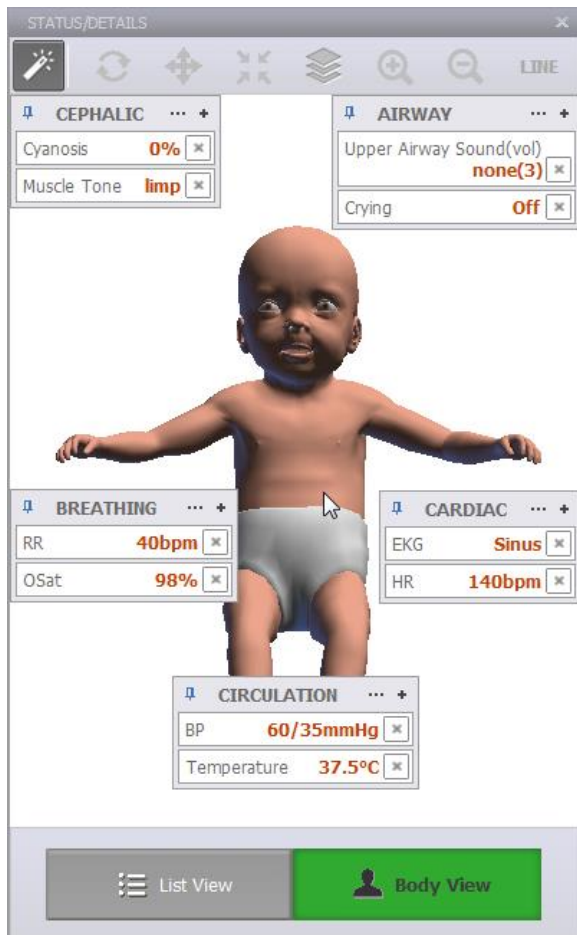 STATUS/DETAILS
LINE
CEPHALIC
Cyanosis 0%
Muscle Tone limp
AIRWAY
Upper Airway Sound(vol)
none(3)
Crying Off
BREATHING
RR 40bpm
OSat 98%
CARDIAC
EKG Sinus
HR 140bpm
CIRCULATION
BP 60/35mmHg
Temperature 37.5ºC
List View
Body View